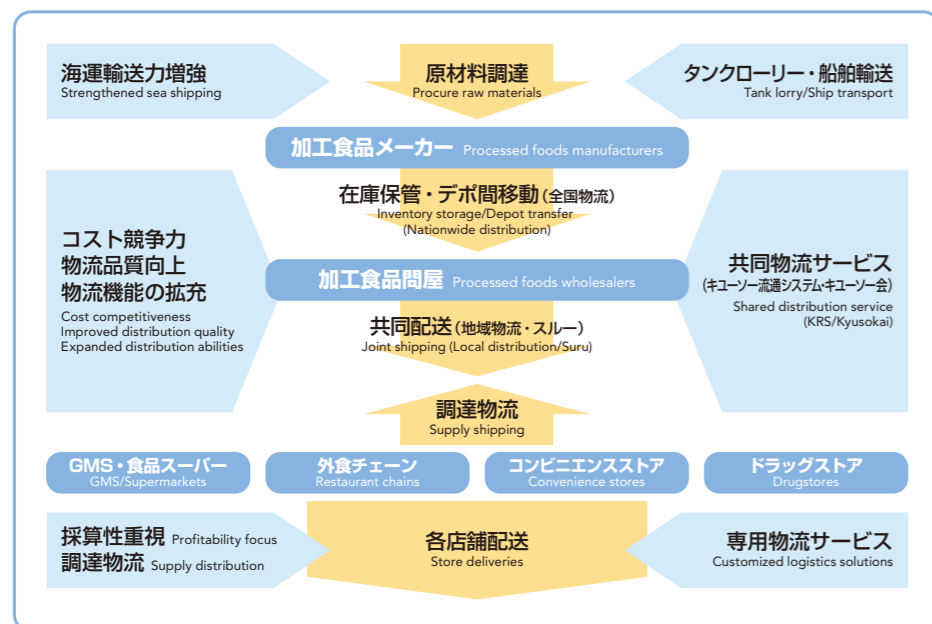 海運輸送力増強
Strengthened sea shipping
原材料調達
Procure raw materials
タンクローリー・船舶輸送
Tank lorry/Ship transport
加工食品メーカー Processed foods manufacturers
在庫保管・デポ間移動(全国物流)
Inventory storage/Depot transfer
(Nationwide distribution)
コスト競争力
物流品質向上
物流機能の拡充
Cost competitiveness
Improved distribution quality
Expanded distribution abilities
加工食品問屋 Processed foods wholesalers
共同物流サービス
(キユーソー流通システム・キユーソー会)
Shared distribution service
(KRS/Kyusokai)
共同配送(地域物流・スルー)
Joint shipping (Local distribution/Suru)
調達物流
Supply shipping
GMS・食品スーパー
GMS/Supermarkets
外食チェーン
Restaurant chains
コンビニエンスストア
Convenience stores
ドラッグストア
Drugstores
採算性重視 Profitability focus
調達物流 Supply distribution
各店舗配送
Store deliveries
専用物流サービス
Customized logistics solutions